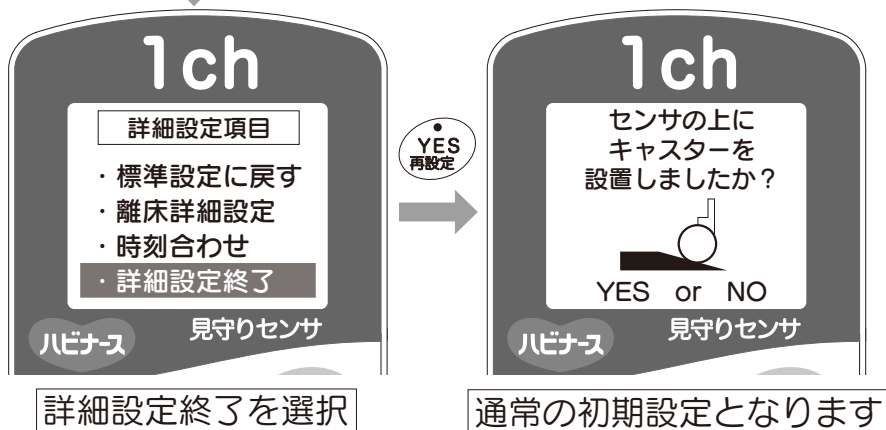 1ch
詳細設定項目
・標準設定に戻す
・離床詳細設定
・時刻合わせ
・詳細設定終了
ハビナース
見守りセンサ
詳細設定終了を選択
YES
再設定
1ch
センサの上に
キャスターを
設置しましたか？
YES or NO
ハビナース
見守りセンサ
通常の初期設定となります